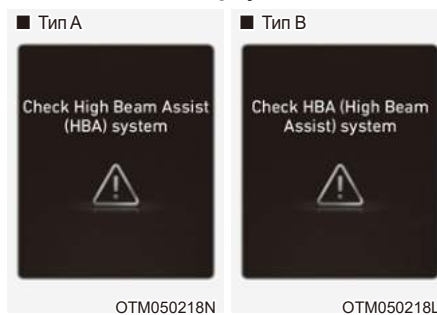 ■ Тип A
Check High Beam Assist
(HBA) system
OTM050218N
■ Тип B
Check HBA (High Beam
Assist) system
OTM050218L